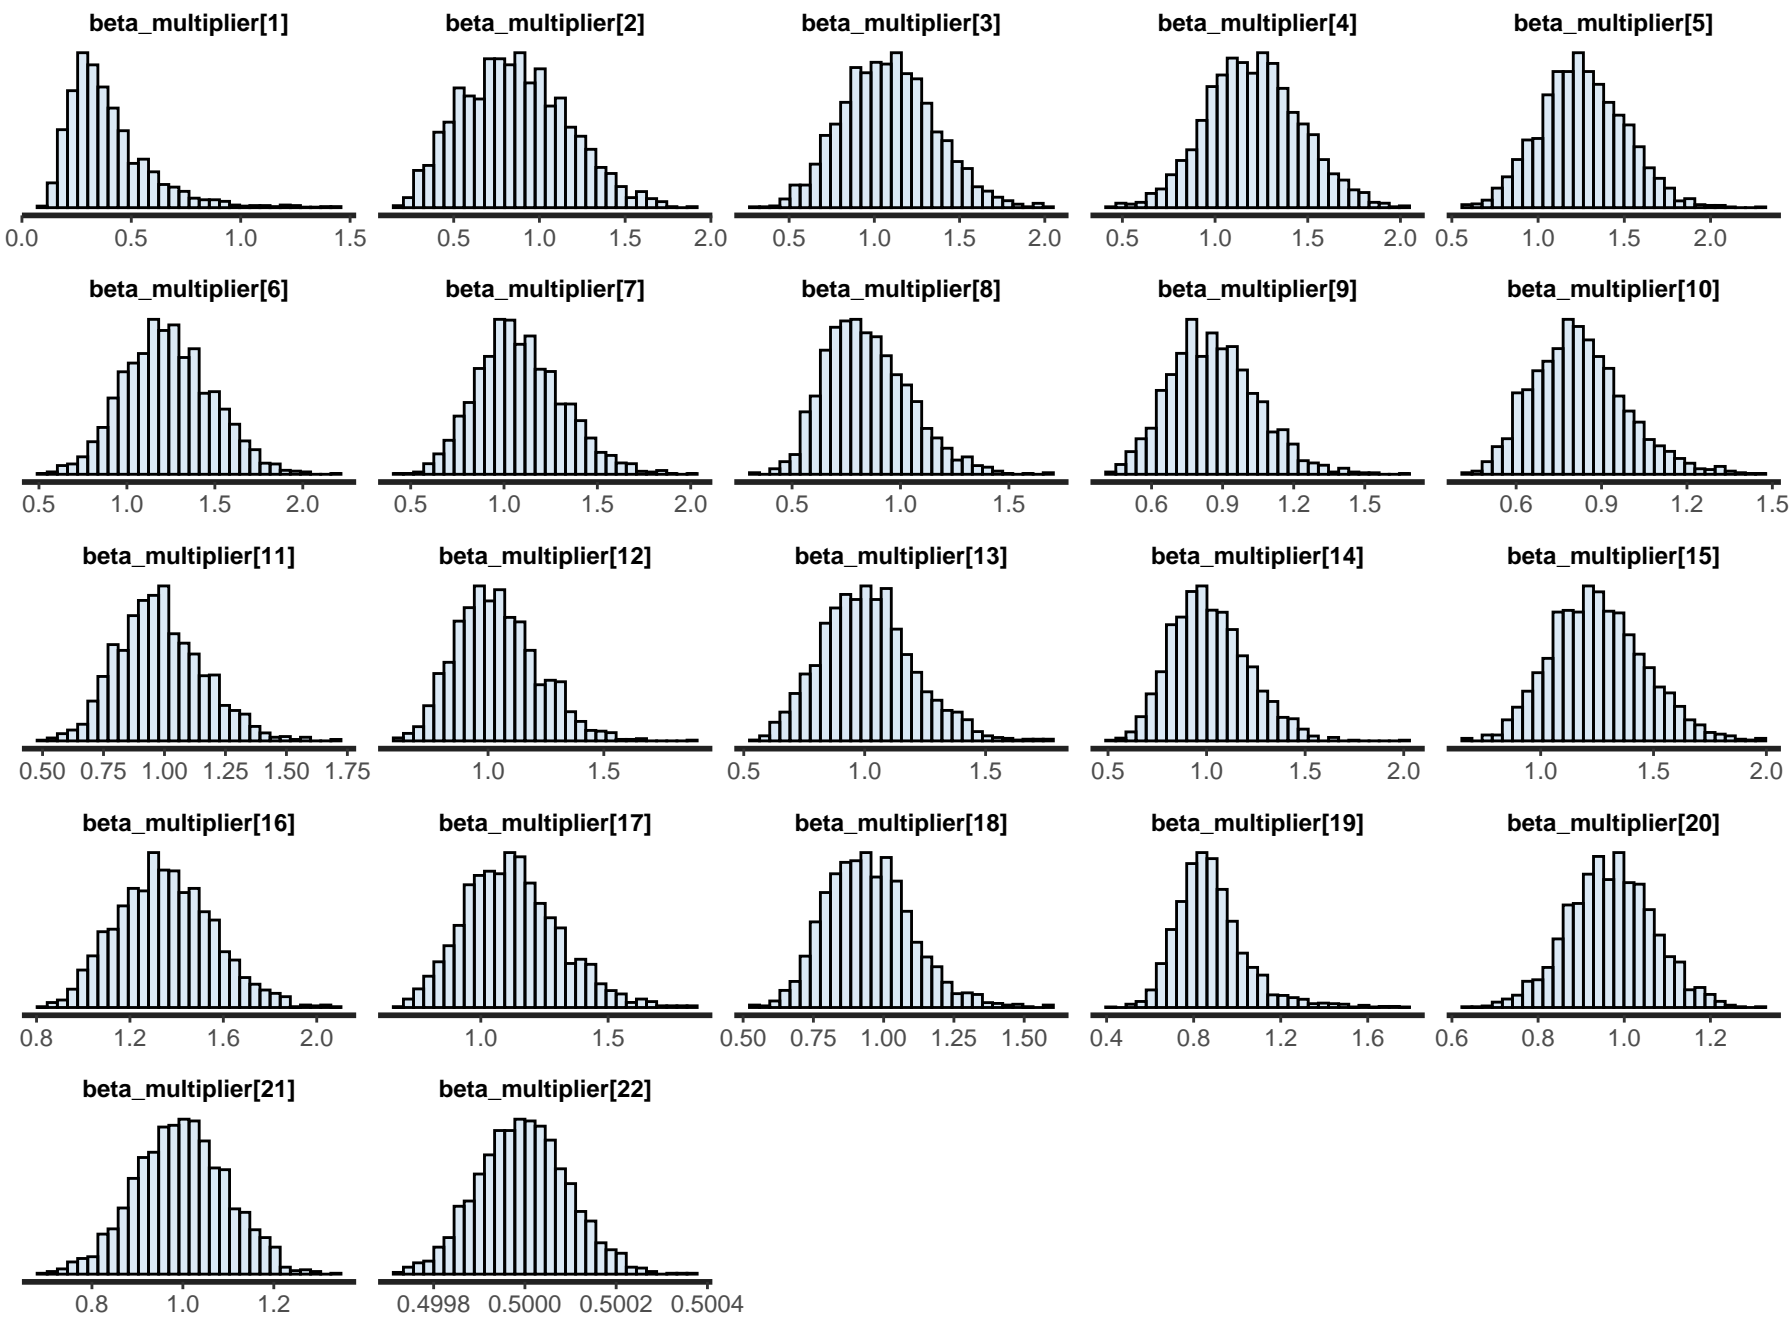 beta_multiplier[1] beta_multiplier[2] beta_multiplier[3] beta_multiplier[4] beta_multiplier[5]
0.0 0.5 1.0 1.5 0.5 1.0 1.5 2.0 0.5 1.0 1.5 2.0 0.5 1.0 1.5 2.0 0.5 1.0 1.5 2.0
beta_multiplier[6] beta_multiplier[7] beta_multiplier[8] beta_multiplier[9] beta_multiplier[10]
0.5 1.0 1.5 2.0 0.5 1.0 1.5 2.0 0.5 1.0 1.5 0.6 0.9 1.2 1.5 0.6 0.9 1.2 1.5
beta_multiplier[11] beta_multiplier[12] beta_multiplier[13] beta_multiplier[14] beta_multiplier[15]
0.50 0.75 1.00 1.25 1.50 1.75 1.0 1.5 0.5 1.0 1.5 0.5 1.0 1.5 2.0 1.0 1.5 2.0
beta_multiplier[16] beta_multiplier[17] beta_multiplier[18] beta_multiplier[19] beta_multiplier[20]
0.8 1.2 1.6 2.0 1.0 1.5 0.50 0.75 1.00 1.25 1.50 0.4 0.8 1.2 1.6 0.6 0.8 1.0 1.2
beta_multiplier[21] beta_multiplier[22]
0.8 1.0 1.2 0.4998 0.5000 0.5002 0.5004